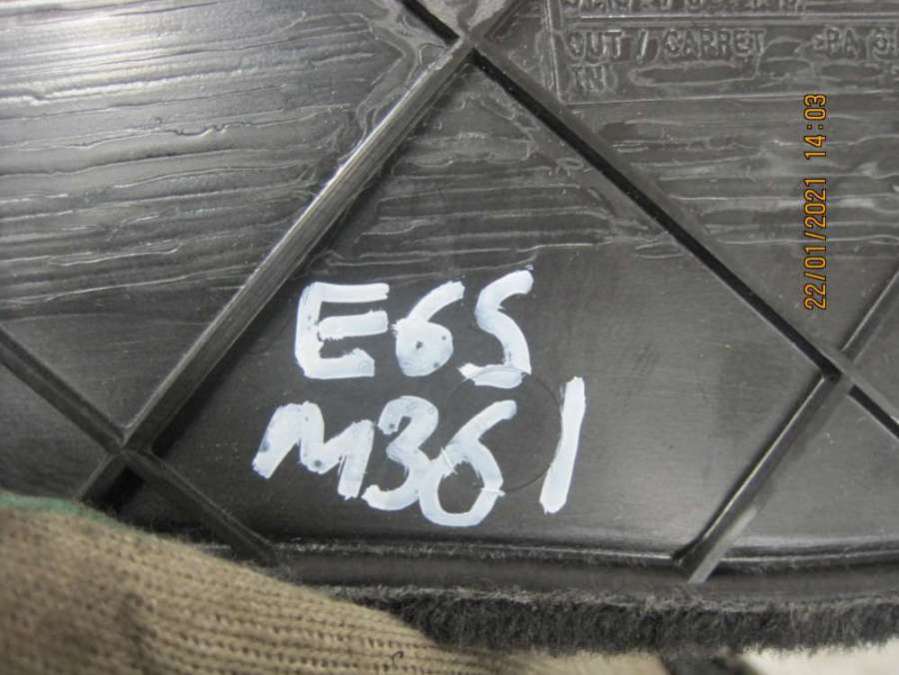 OUT / CARPET
IN
22/01/2021 14:03
E65
M361